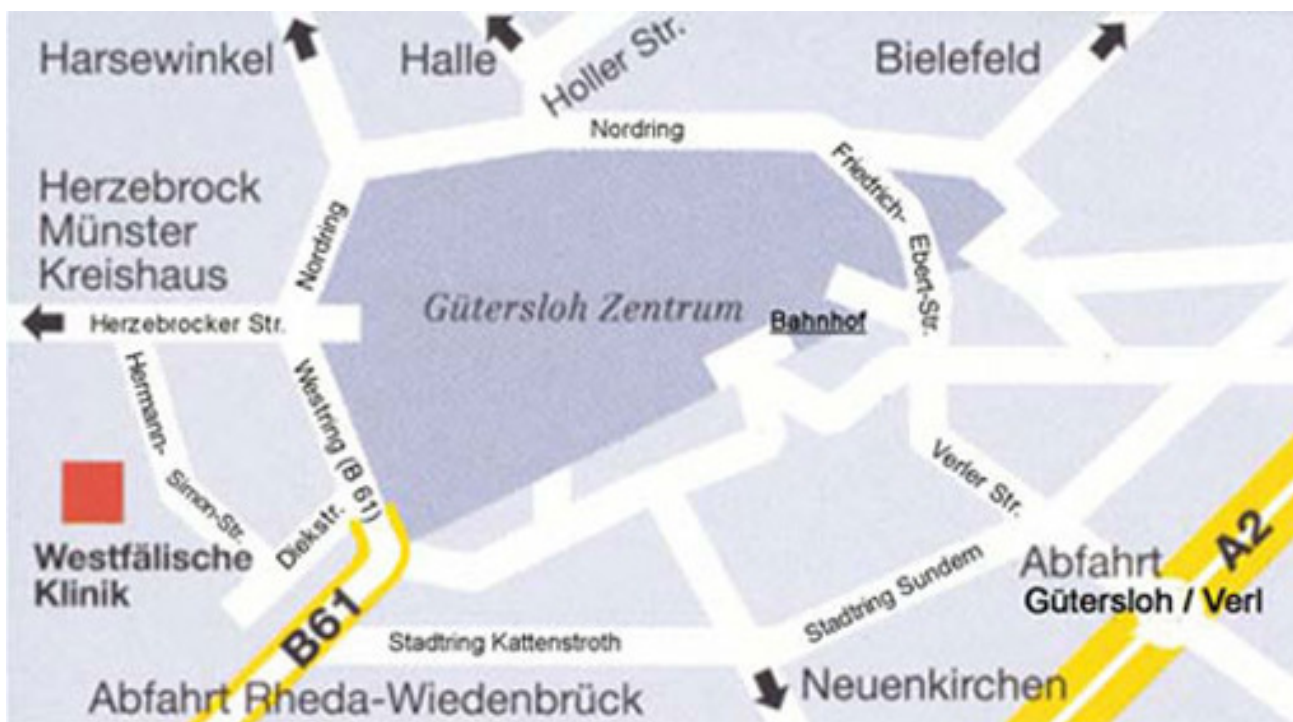 Harsewinkel
Halle
Holler Str.
Bielefeld
Nordring
Friedrich-
Ebert-Str.
Herzebrock
Münster
Kreishaus
Nordring
Gütersloh Zentrum
Bahnhof
Herzebrocker Str.
Hermann-
Simon-Str.
Westring (B 61)
Diekstr.
Verler Str.
Westfälische
Klinik
B61
A2
Abfahrt
Gütersloh / Verl
Stadtring Sundern
Stadtring Kattenstroth
Abfahrt Rheda-Wiedenbrück
Neuenkirchen